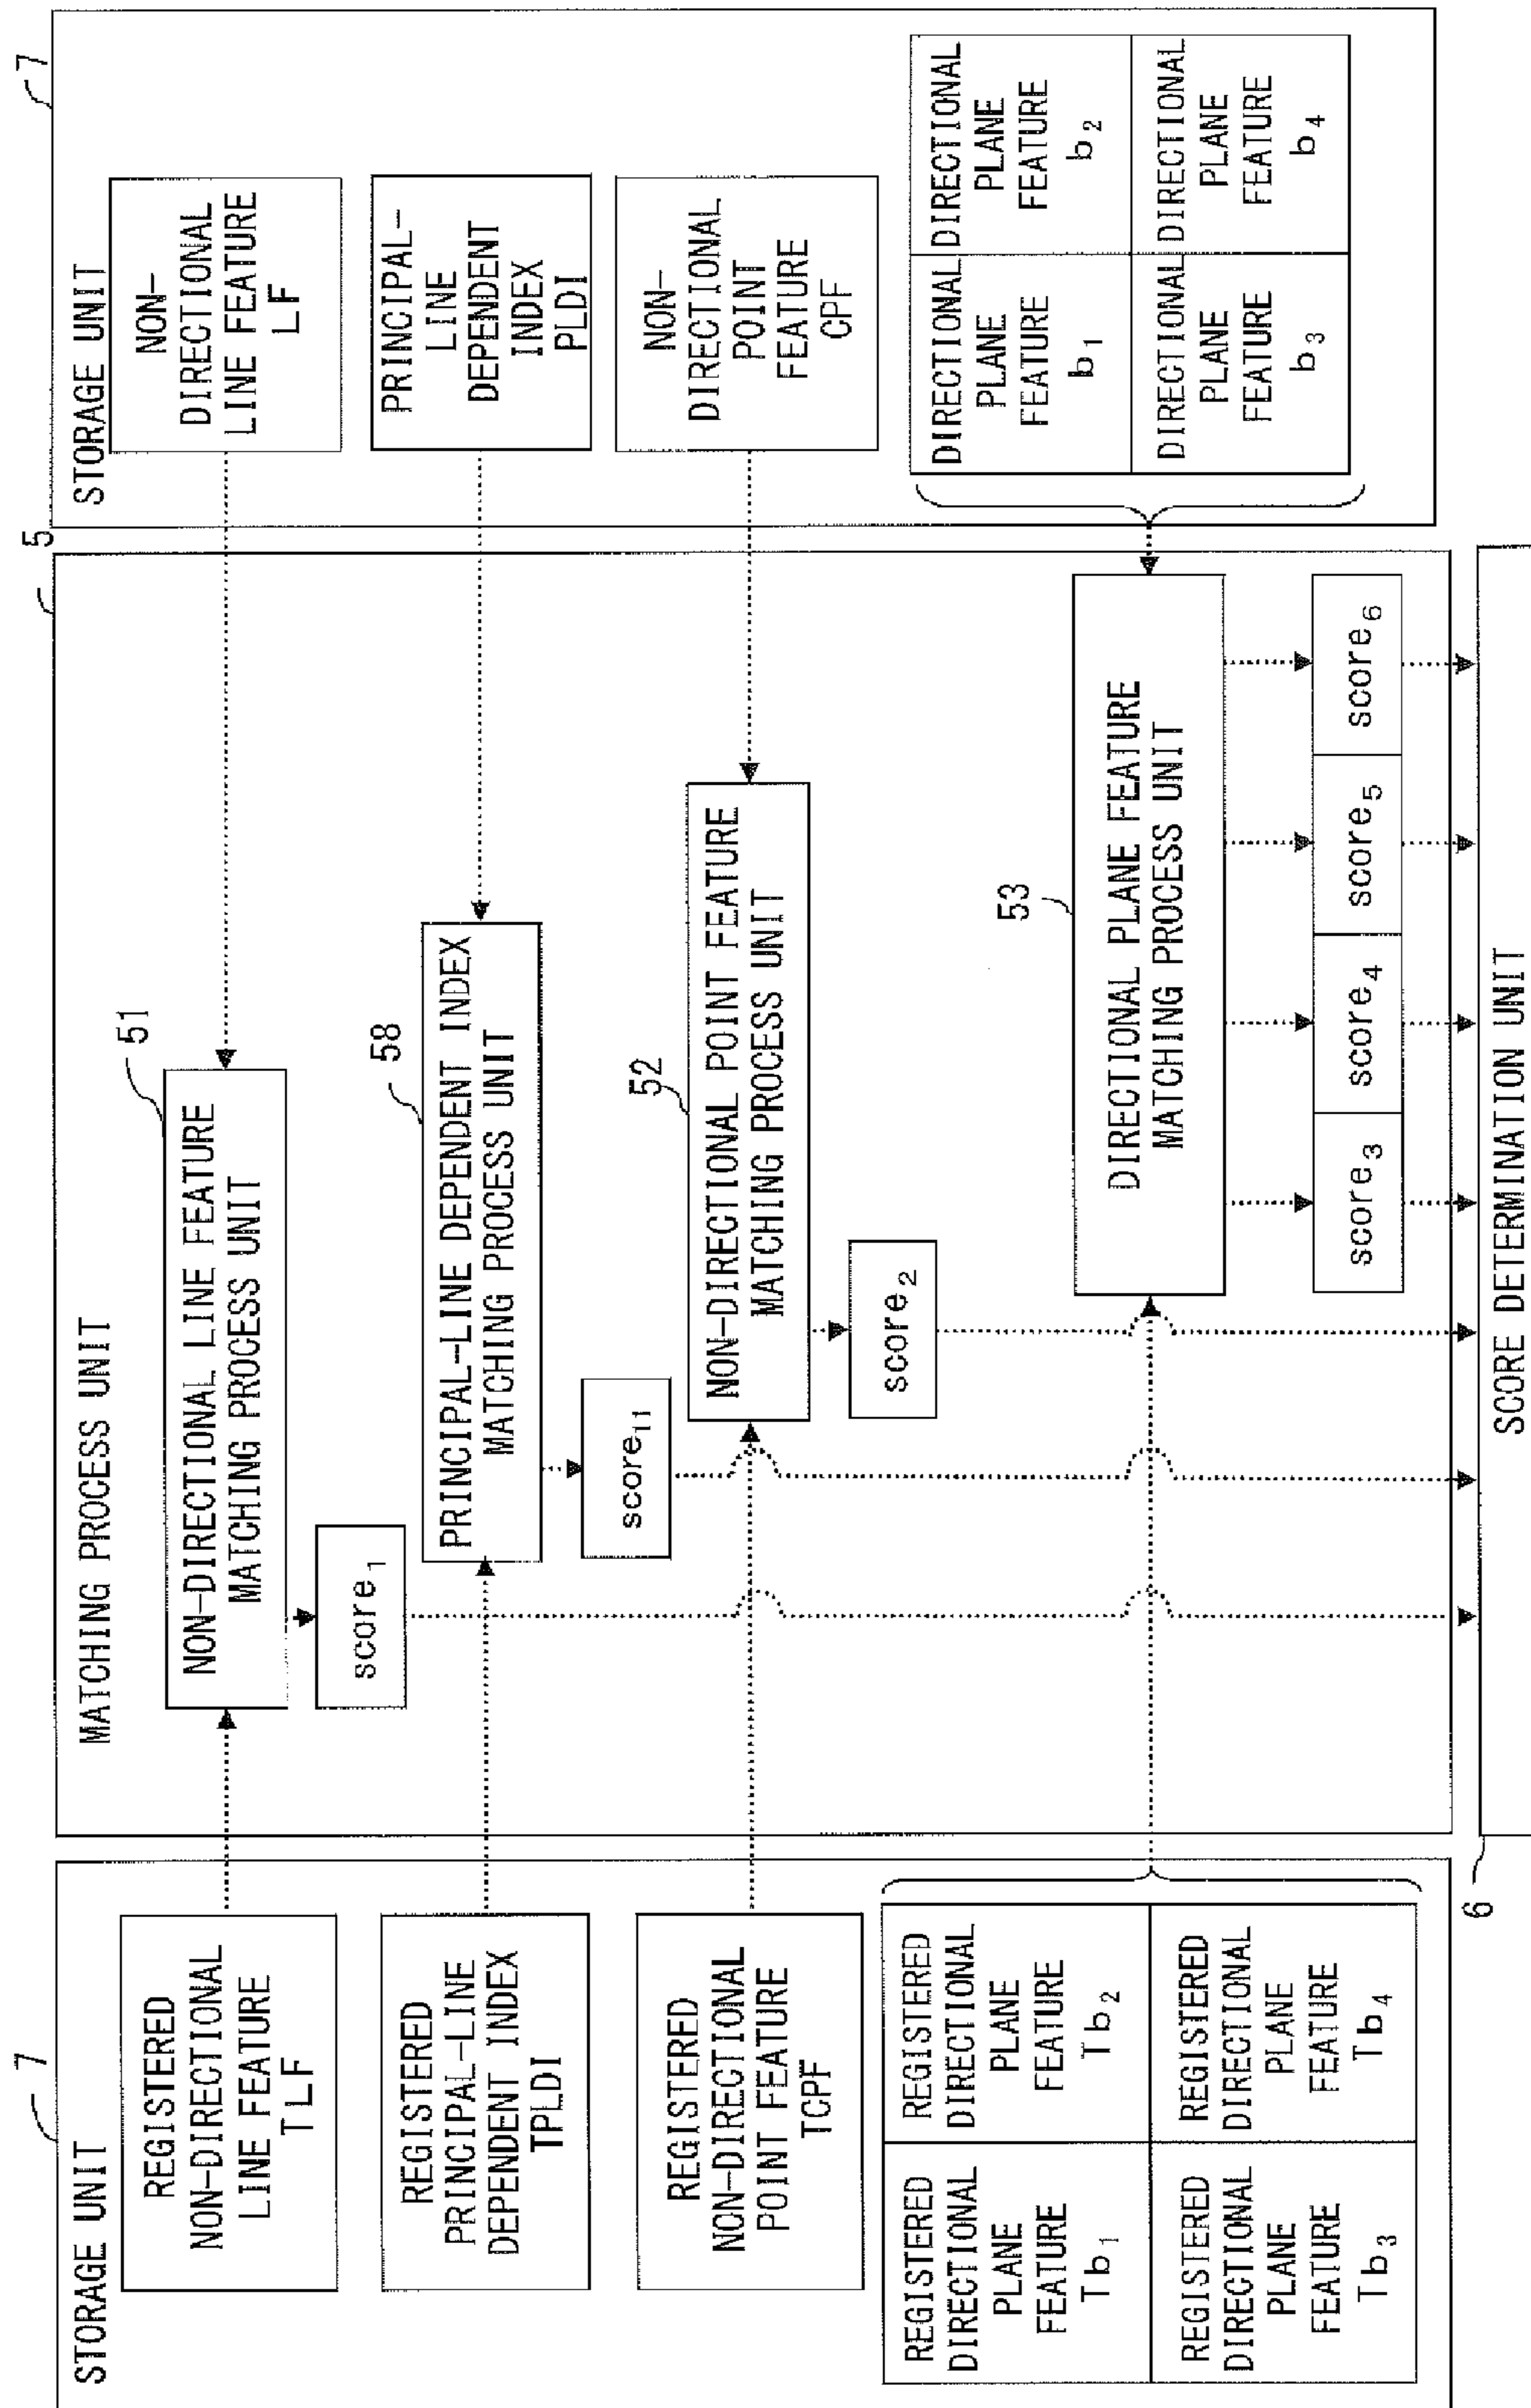 7
STORAGE UNIT
REGISTERED
NON-DIRECTIONAL
LINE FEATURE
TLF
REGISTERED
PRINCIPAL-LINE
DEPENDENT INDEX
TPLDI
REGISTERED
NON-DIRECTIONAL
POINT FEATURE
TCPF
REGISTERED
DIRECTIONAL
PLANE
FEATURE
Tb₁
REGISTERED
DIRECTIONAL
PLANE
FEATURE
Tb₂
REGISTERED
DIRECTIONAL
PLANE
FEATURE
Tb₃
REGISTERED
DIRECTIONAL
PLANE
FEATURE
Tb₄
5
MATCHING PROCESS UNIT
51
NON-DIRECTIONAL LINE FEATURE
MATCHING PROCESS UNIT
score₁
58
PRINCIPAL-LINE DEPENDENT INDEX
MATCHING PROCESS UNIT
score₁₁
52
NON-DIRECTIONAL POINT FEATURE
MATCHING PROCESS UNIT
score₂
53
DIRECTIONAL PLANE FEATURE
MATCHING PROCESS UNIT
score₃
score₄
score₅
score₆
6
SCORE DETERMINATION UNIT
7
STORAGE UNIT
NON-
DIRECTIONAL
LINE FEATURE
LF
PRINCIPAL-
LINE
DEPENDENT
INDEX
PLDI
NON-
DIRECTIONAL
POINT
FEATURE
CPF
DIRECTIONAL
PLANE
FEATURE
b₁
DIRECTIONAL
PLANE
FEATURE
b₂
DIRECTIONAL
PLANE
FEATURE
b₃
DIRECTIONAL
PLANE
FEATURE
b₄